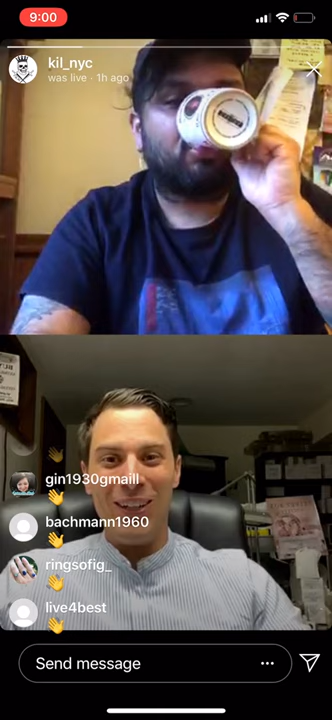 9:00
kil_nyc
was live · 1h ago
gin1930gmaill
bachmann1960
ringsofig_
live4best
Send message